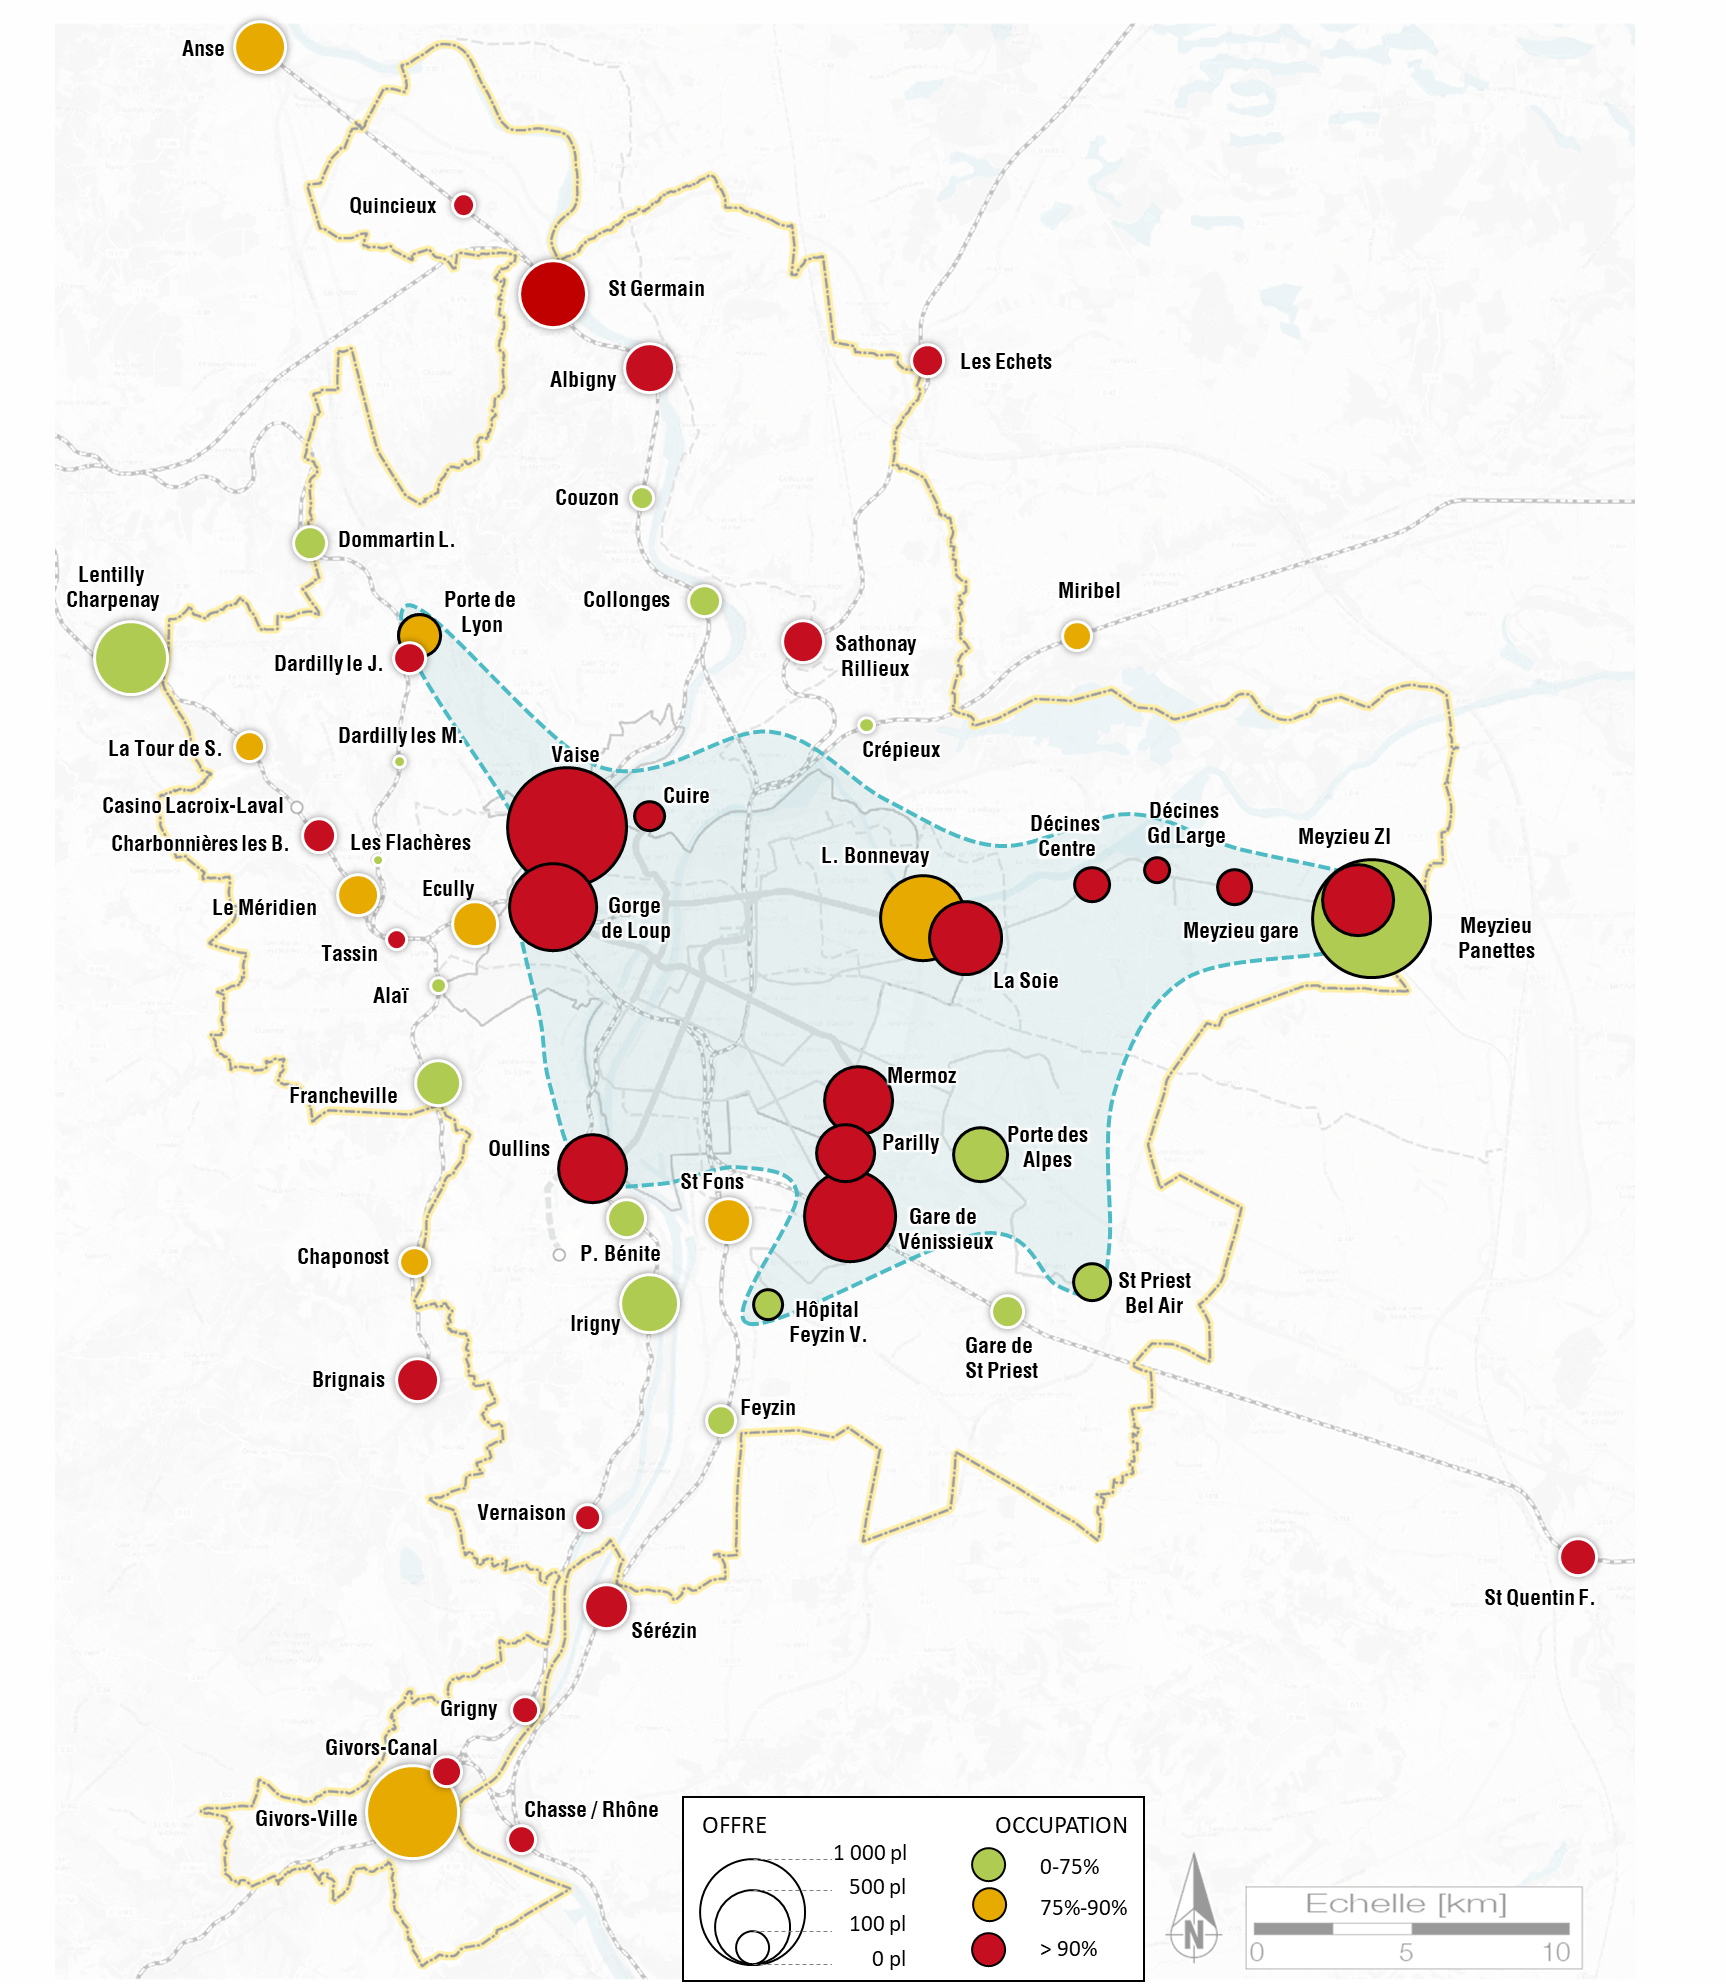 Anse
Quincieux
St Germain
Albigny
Les Echets
Couzon
Dommartin L.
Lentilly
Charpenay
Porte de
Lyon
Collonges
Miribel
Dardilly le J.
Sathonay
Rillieux
La Tour de S.
Dardilly les M.
Crépieux
Vaise
Casino Lacroix-Laval
Cuire
Charbonnières les B.
Les Flachères
Décines
Centre
Décines
Gd Large
Meyzieu ZI
L. Bonnevay
Ecully
Le Méridien
Gorge
de Loup
Tassin
Meyzieu gare
Meyzieu
Panettes
La Soie
Alaï
Mermoz
Francheville
Oullins
Parilly
Porte des
Alpes
St Fons
Gare de
Vénissieux
P. Bénite
Chaponost
Irigny
Hôpital
Feyzin V.
St Priest
Bel Air
Gare de
St Priest
Brignais
Feyzin
Vernaison
St Quentin F.
Sérézin
Grigny
Givors-Canal
Givors-Ville
Chasse / Rhône
OFFRE
1 000 pl
500 pl
100 pl
0 pl
OCCUPATION
0-75%
75%-90%
> 90%
N
Echelle [km]
0 5 10